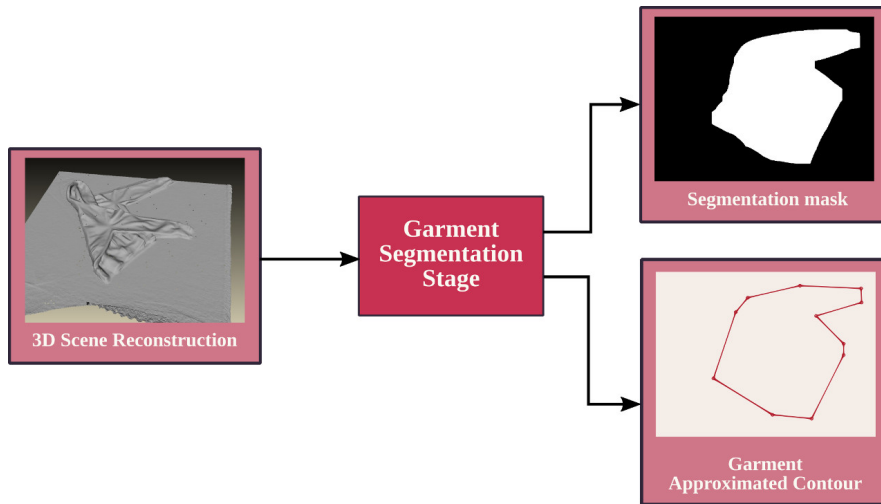 3D Scene Reconstruction
Garment
Segmentation
Stage
Segmentation mask
Garment
Approximated Contour